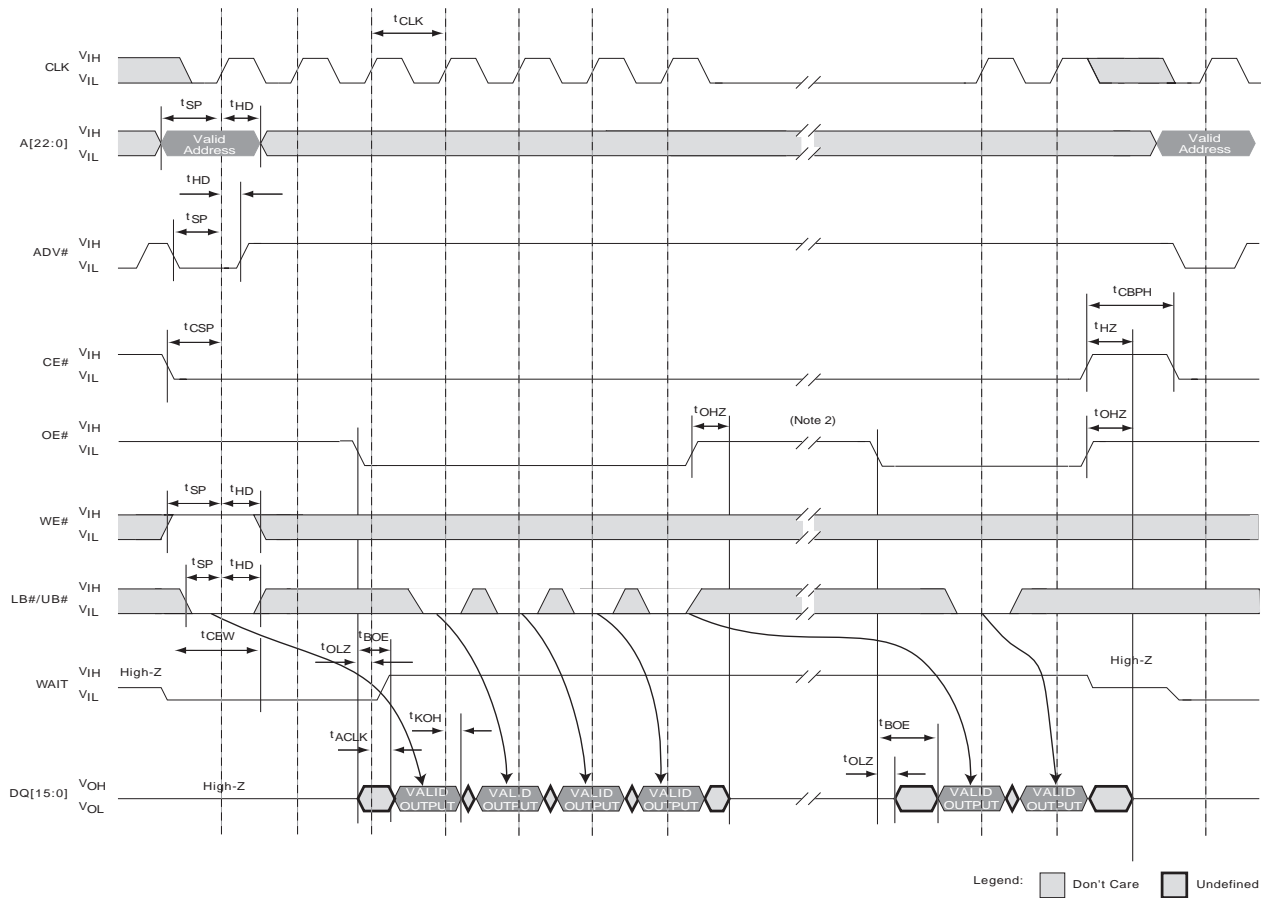 tCLK
CLK
VIH
VIL
tSP
tHD
A[22:0]
VIH
VIL
Valid
Address
Valid
Address
tHD
tSP
ADV#
VIH
VIL
tCBPH
tCSP
tHZ
CE#
VIH
VIL
tOHZ
(Note 2)
tOHZ
OE#
VIH
VIL
tSP
tHD
WE#
VIH
VIL
tSP
tHD
LB#/UB#
VIH
VIL
tCEW
tOLZ
tBOE
High-Z
WAIT
VIH
VIL
High-Z
tACLK
tKOH
tBOE
tOLZ
DQ[15:0]
VOH
VOL
High-Z
VALID
OUTPUT
VALID
OUTPUT
VALID
OUTPUT
VALID
OUTPUT
VALID
OUTPUT
VALID
OUTPUT
Legend:
Don't Care
Undefined